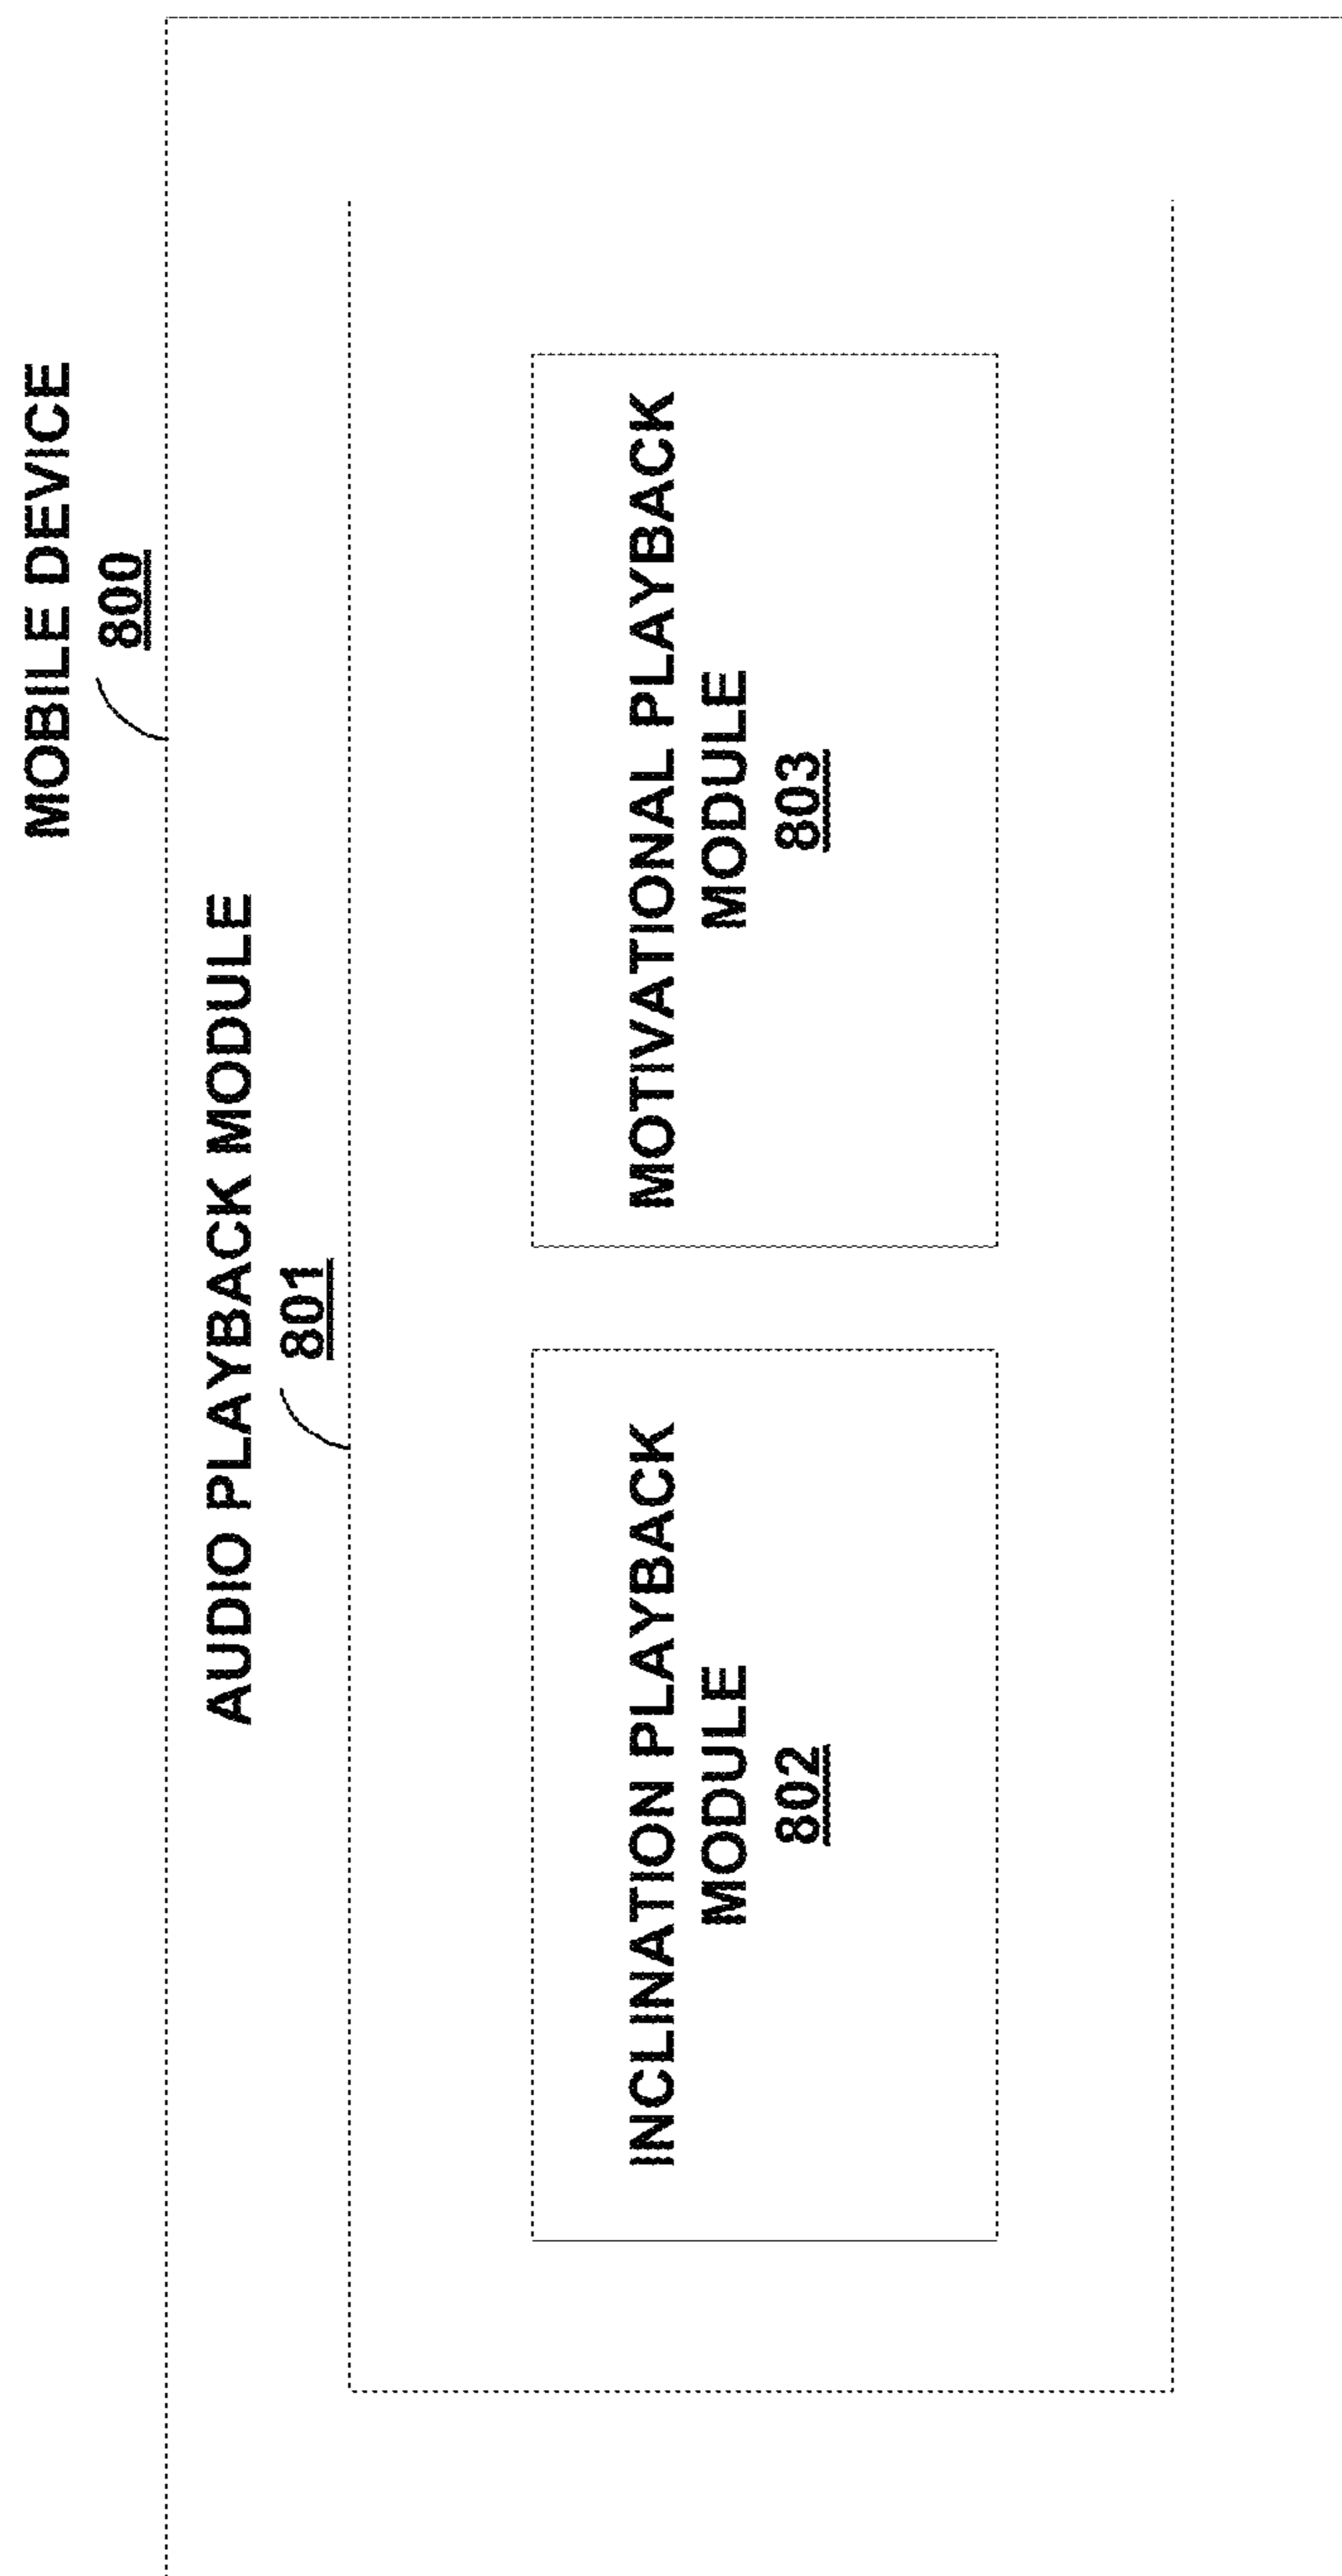 MOBILE DEVICE
800
AUDIO PLAYBACK MODULE
801
INCLINATION PLAYBACK
MODULE
802
MOTIVATIONAL PLAYBACK
MODULE
803